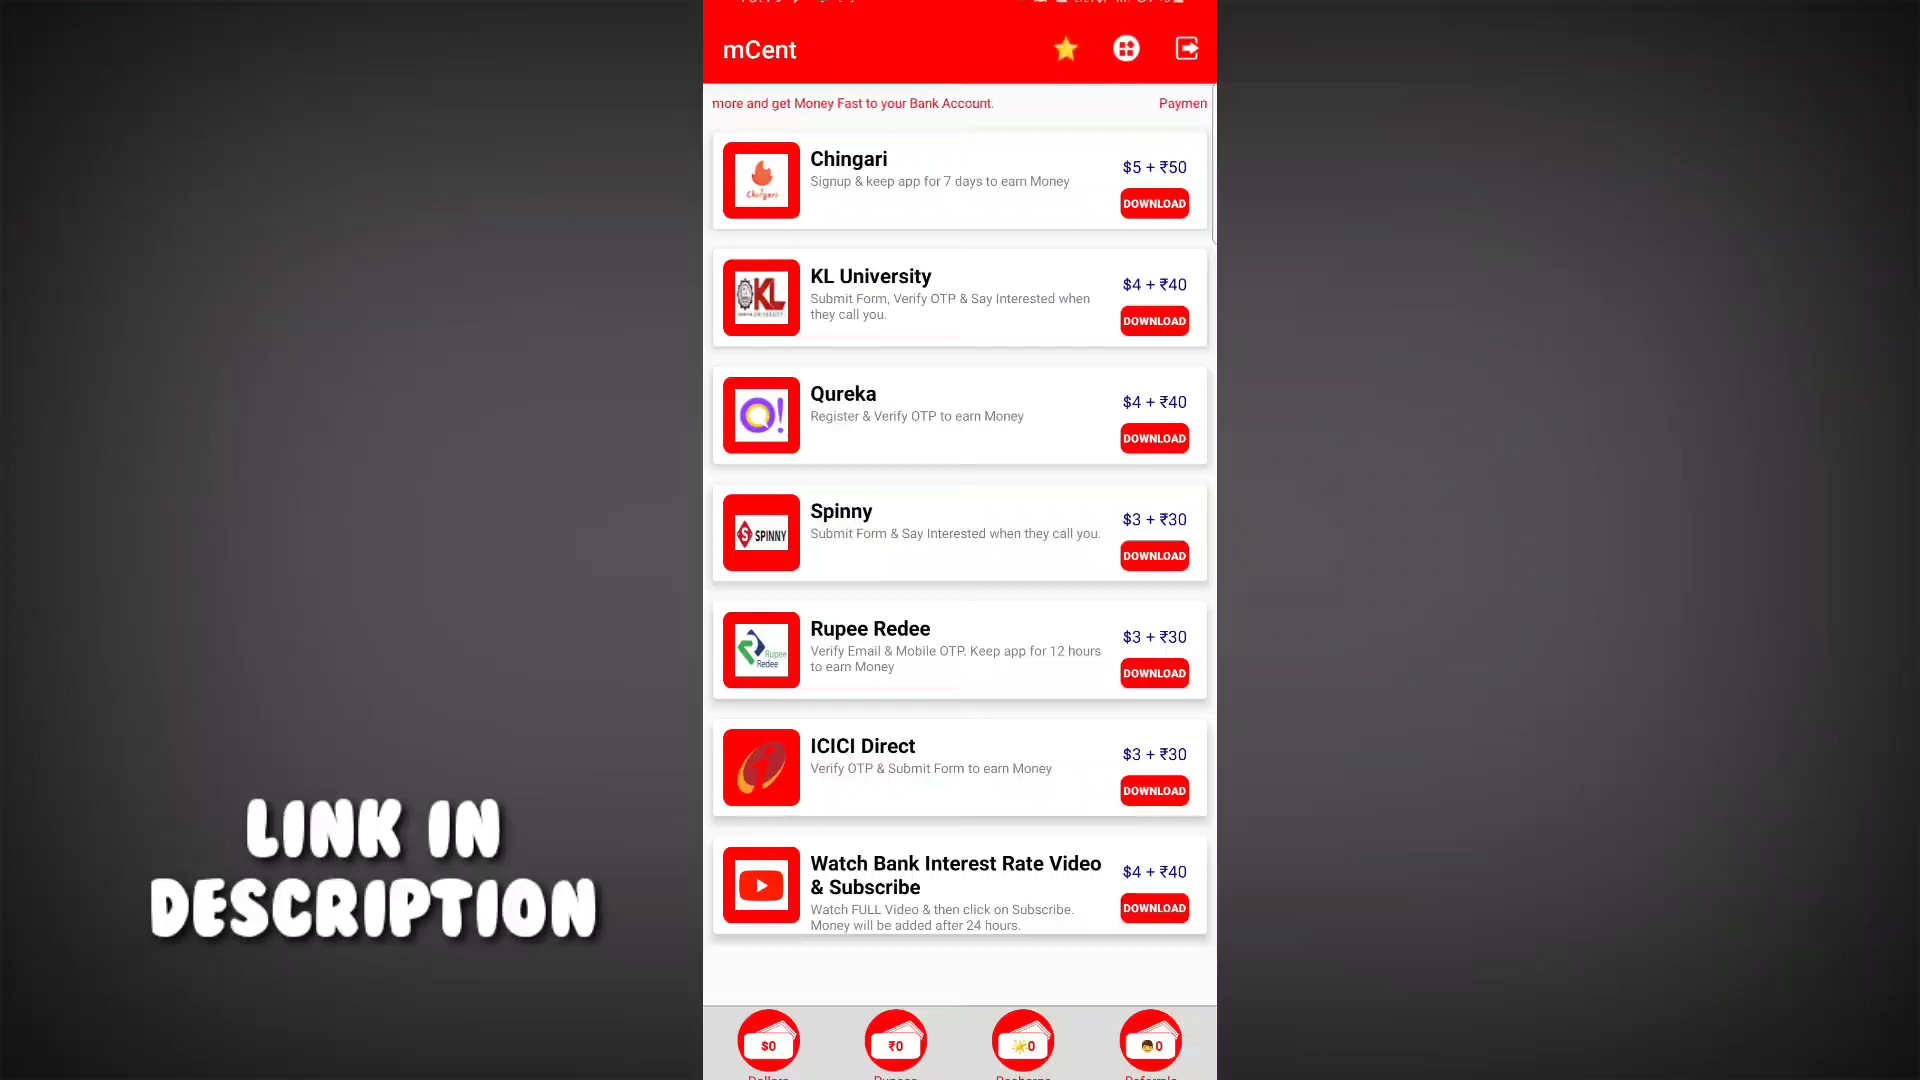 mCent
more and get Money Fast to your Bank Account.
Paymen
Chingari
Signup & keep app for 7 days to earn Money
$5 + ₹50
DOWNLOAD
Chingari
KL University
Submit Form, Verify OTP & Say Interested when
they call you.
$4 + ₹40
DOWNLOAD
KL
Qureka
Register & Verify OTP to earn Money
$4 + ₹40
DOWNLOAD
Spinny
Submit Form & Say Interested when they call you.
$3 + ₹30
DOWNLOAD
SPINNY
Rupee Redee
Verify Email & Mobile OTP. Keep app for 12 hours
to earn Money
$3 + ₹30
DOWNLOAD
Rupee
Redee
ICICI Direct
Verify OTP & Submit Form to earn Money
$3 + ₹30
DOWNLOAD
Watch Bank Interest Rate Video
& Subscribe
Watch FULL Video & then click on Subscribe.
Money will be added after 24 hours.
$4 + ₹40
DOWNLOAD
LINK IN
DESCRIPTION
$0
₹0
0
0